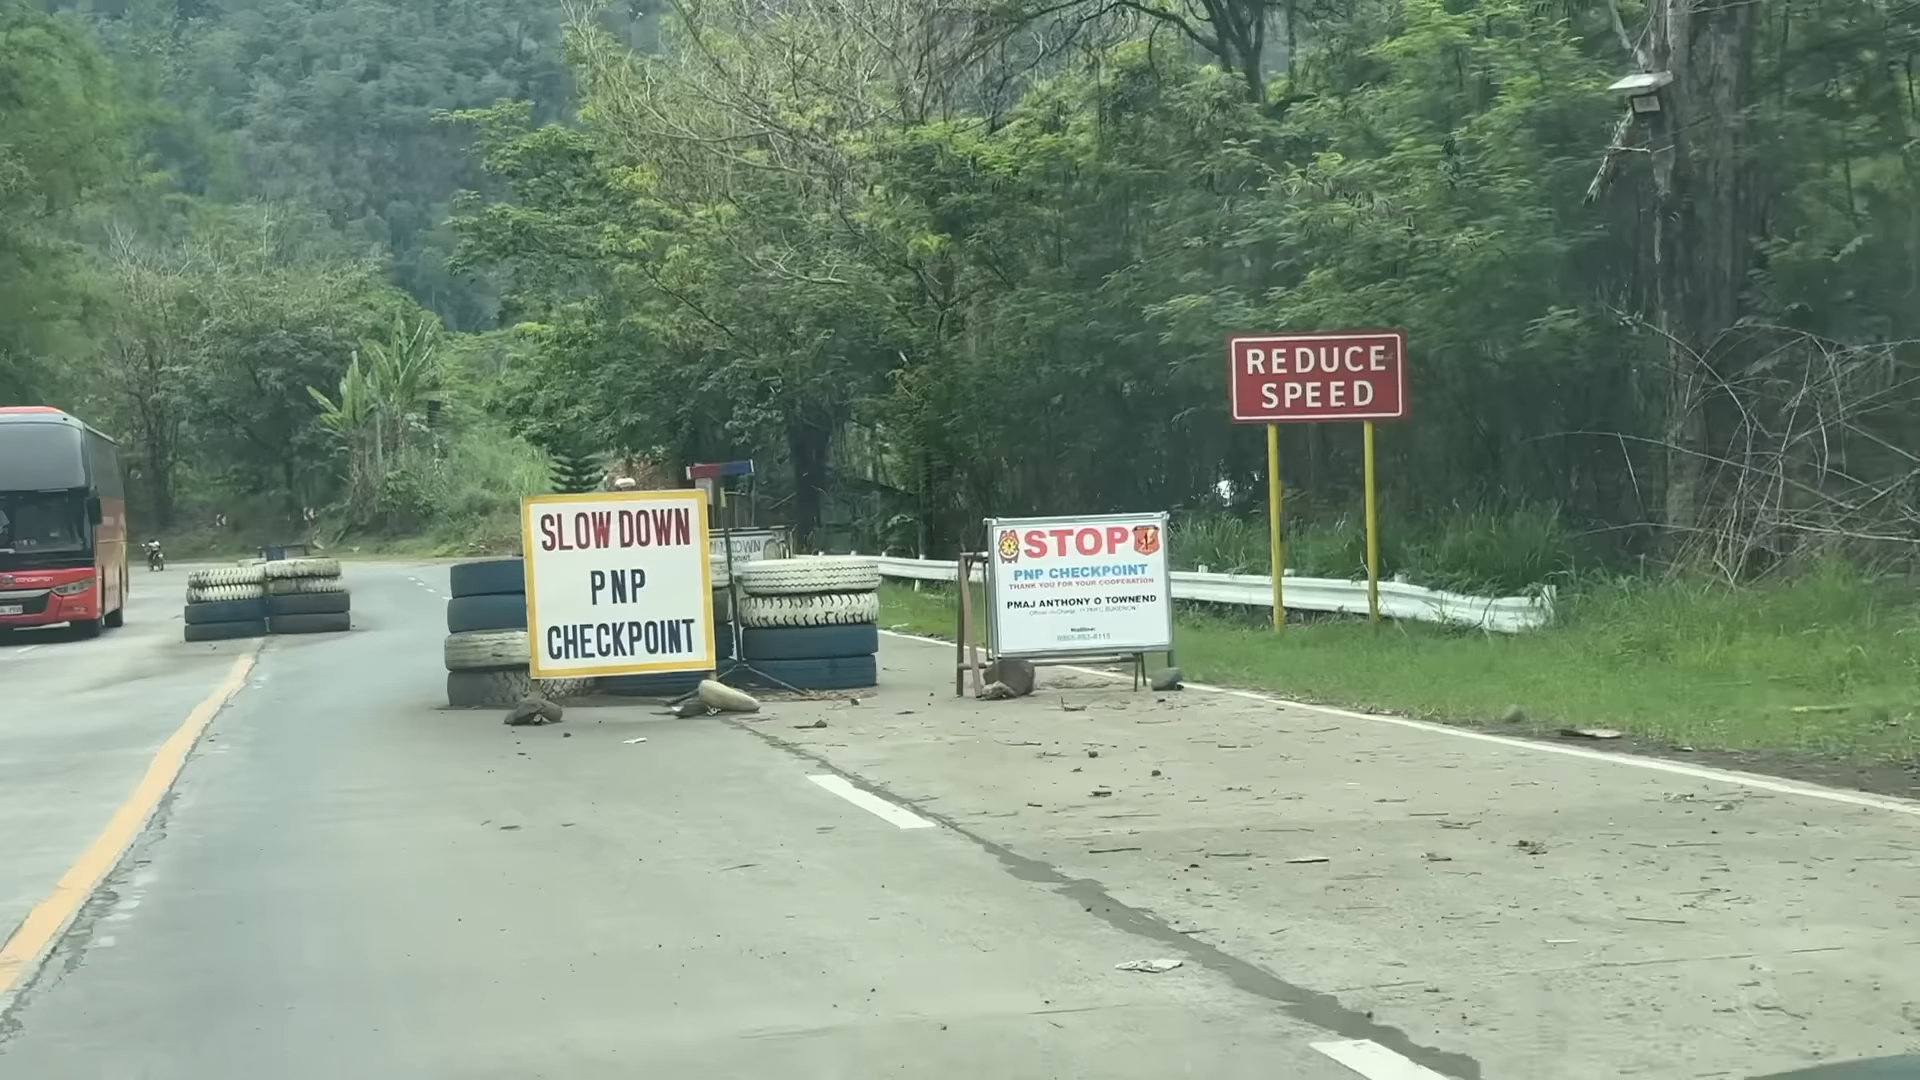 SLOW DOWN
PNP
CHECKPOINT
STOP
PNP CHECKPOINT
THANK YOU FOR YOUR COOPERATION
PMAJ ANTHONY O TOWNEND
REDUCE
SPEED